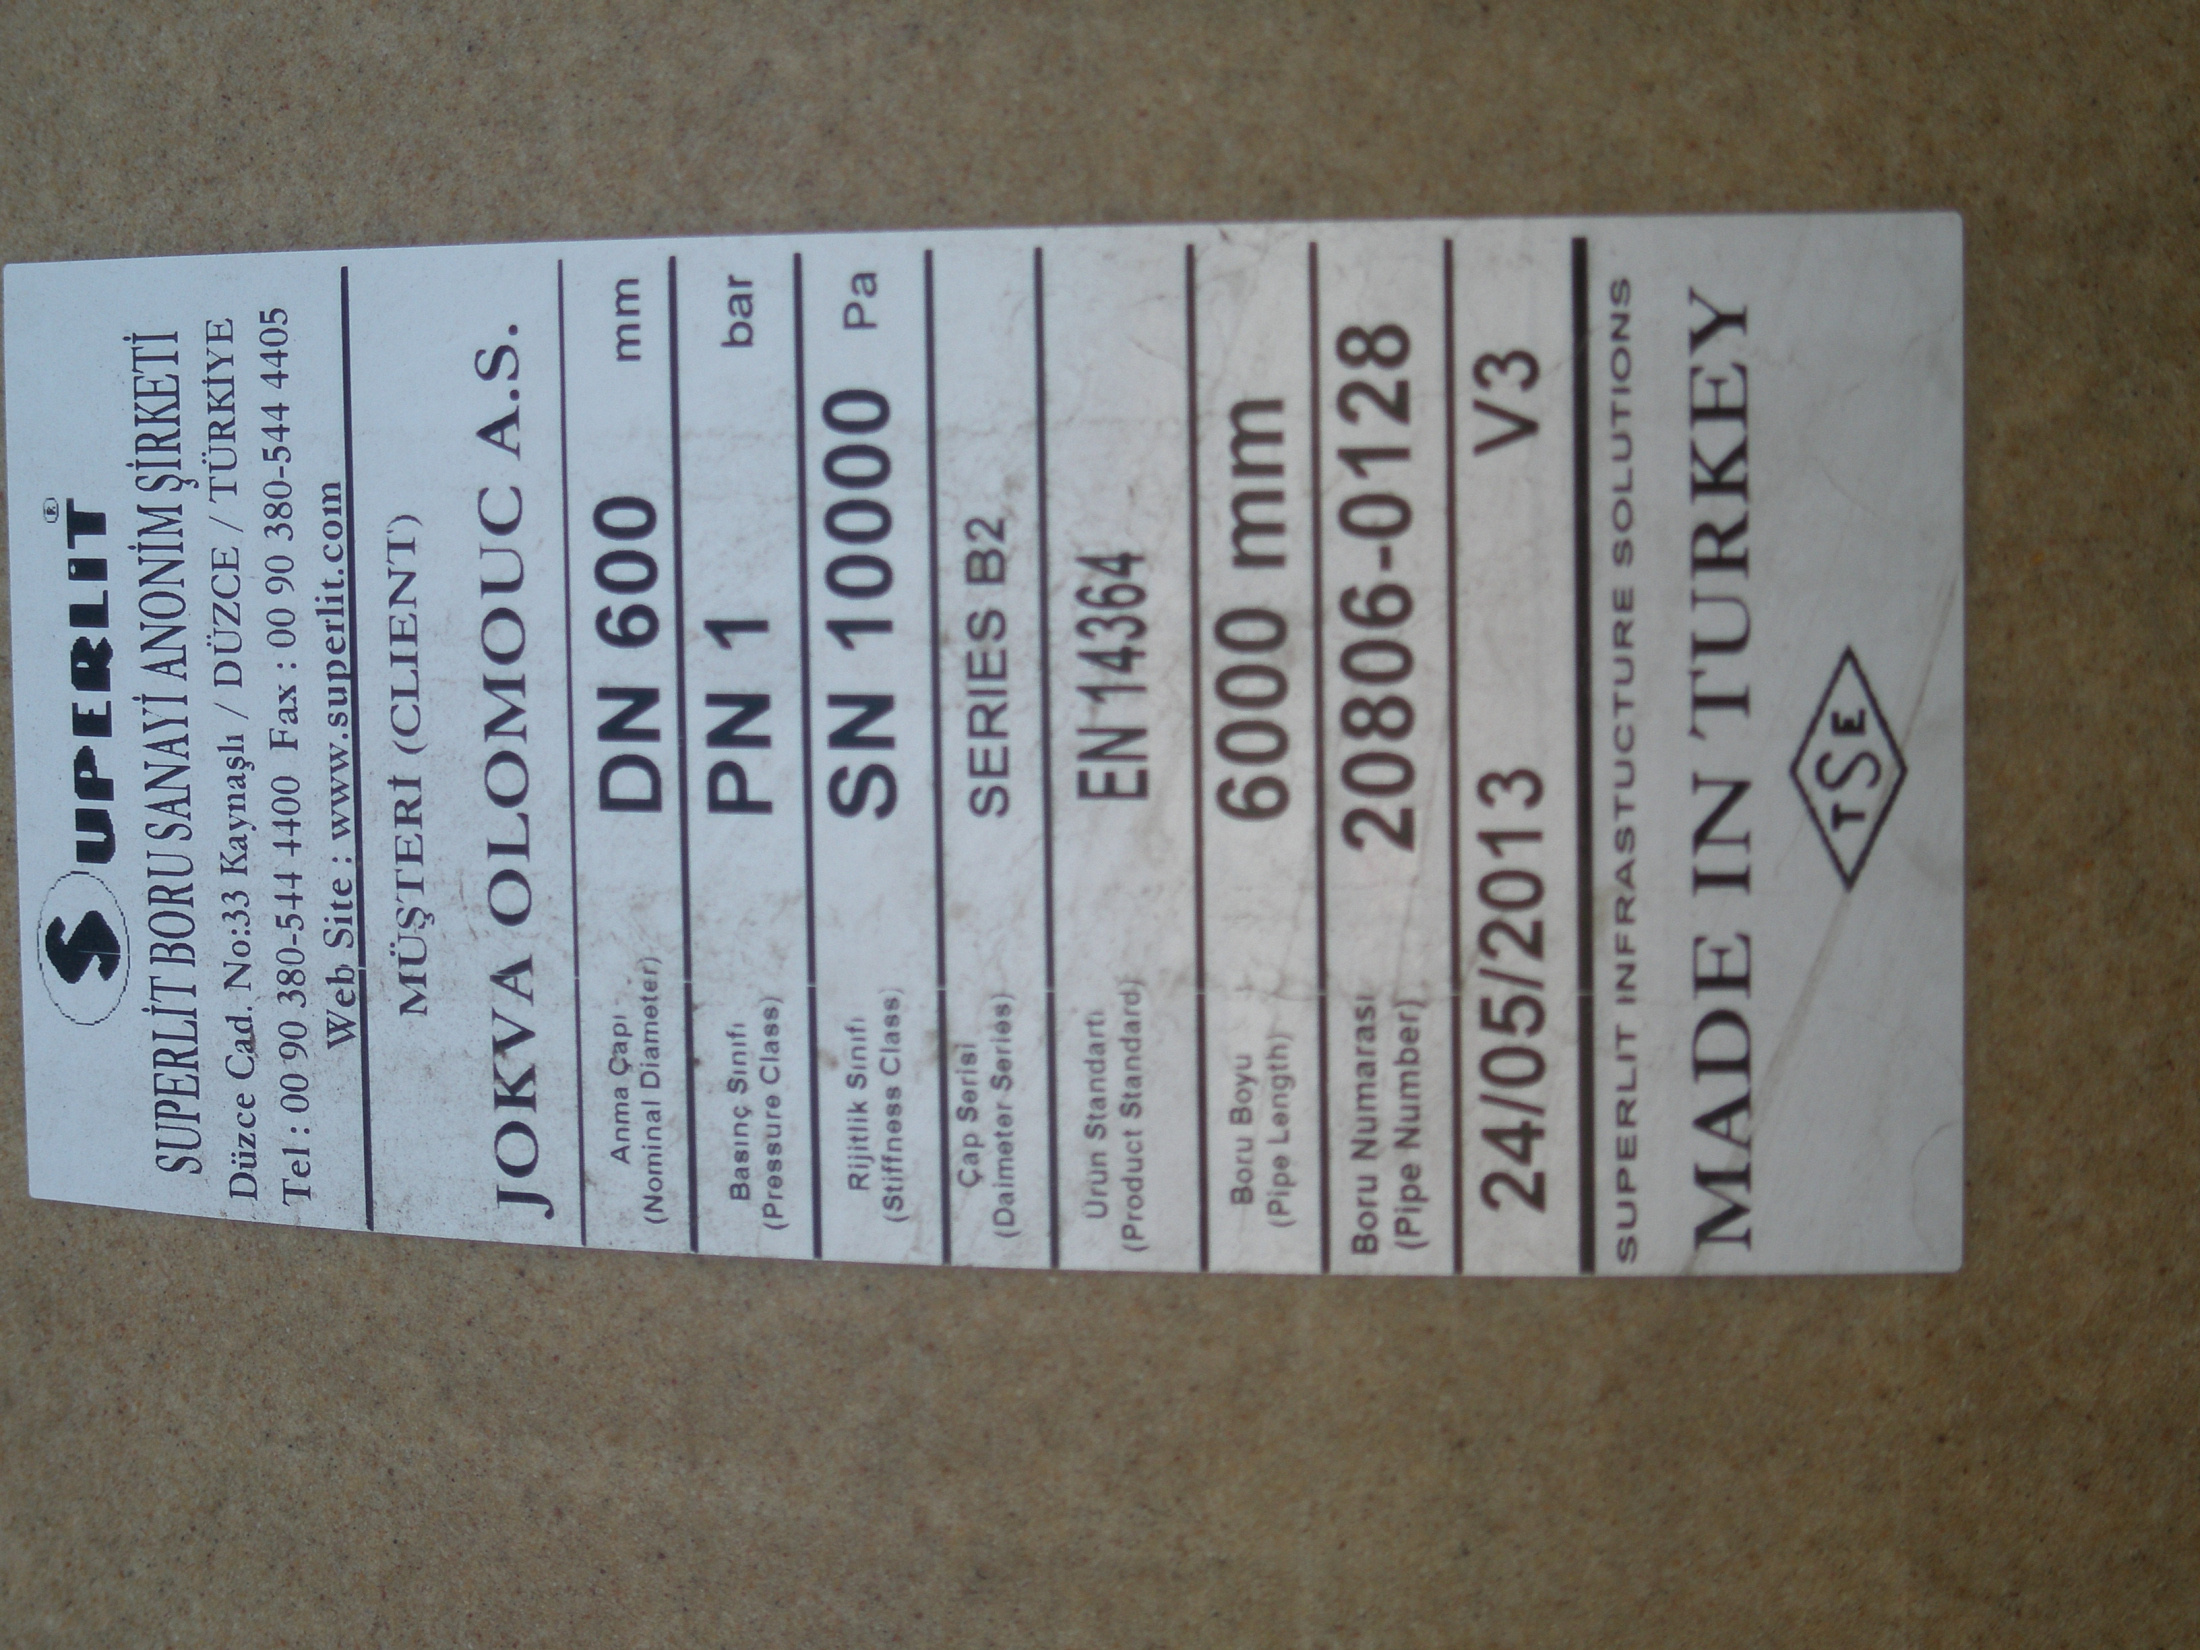 SUPERLİT ®
SUPERLİT BORU SANAYİ ANONİM ŞİRKETİ
Düzce Cad. No:33 Kaynaşlı / DÜZCE / TÜRKİYE
Tel : 00 90 380-544 4400 Fax : 00 90 380-544 4405
Web Site : www.superlit.com
MÜŞTERİ (CLIENT)
JOKVA OLOMOUC A.S.
Anma Çapı
(Nominal Diameter)
DN 600 mm
Basınç Sınıfı
(Pressure Class)
PN 1 bar
Rijitlik Sınıfı
(Stiffness Class)
SN 10000 Pa
Çap Serisi
(Daimeter Series)
SERIES B2
Urun Standartı
(Product Standard)
EN 14364
Boru Boyu
(Pipe Length)
6000 mm
Boru Numarası
(Pipe Number)
20806-0128
24/05/2013 V3
SUPERLIT INFRASTUCTURE SOLUTIONS
MADE IN TURKEY
TSE